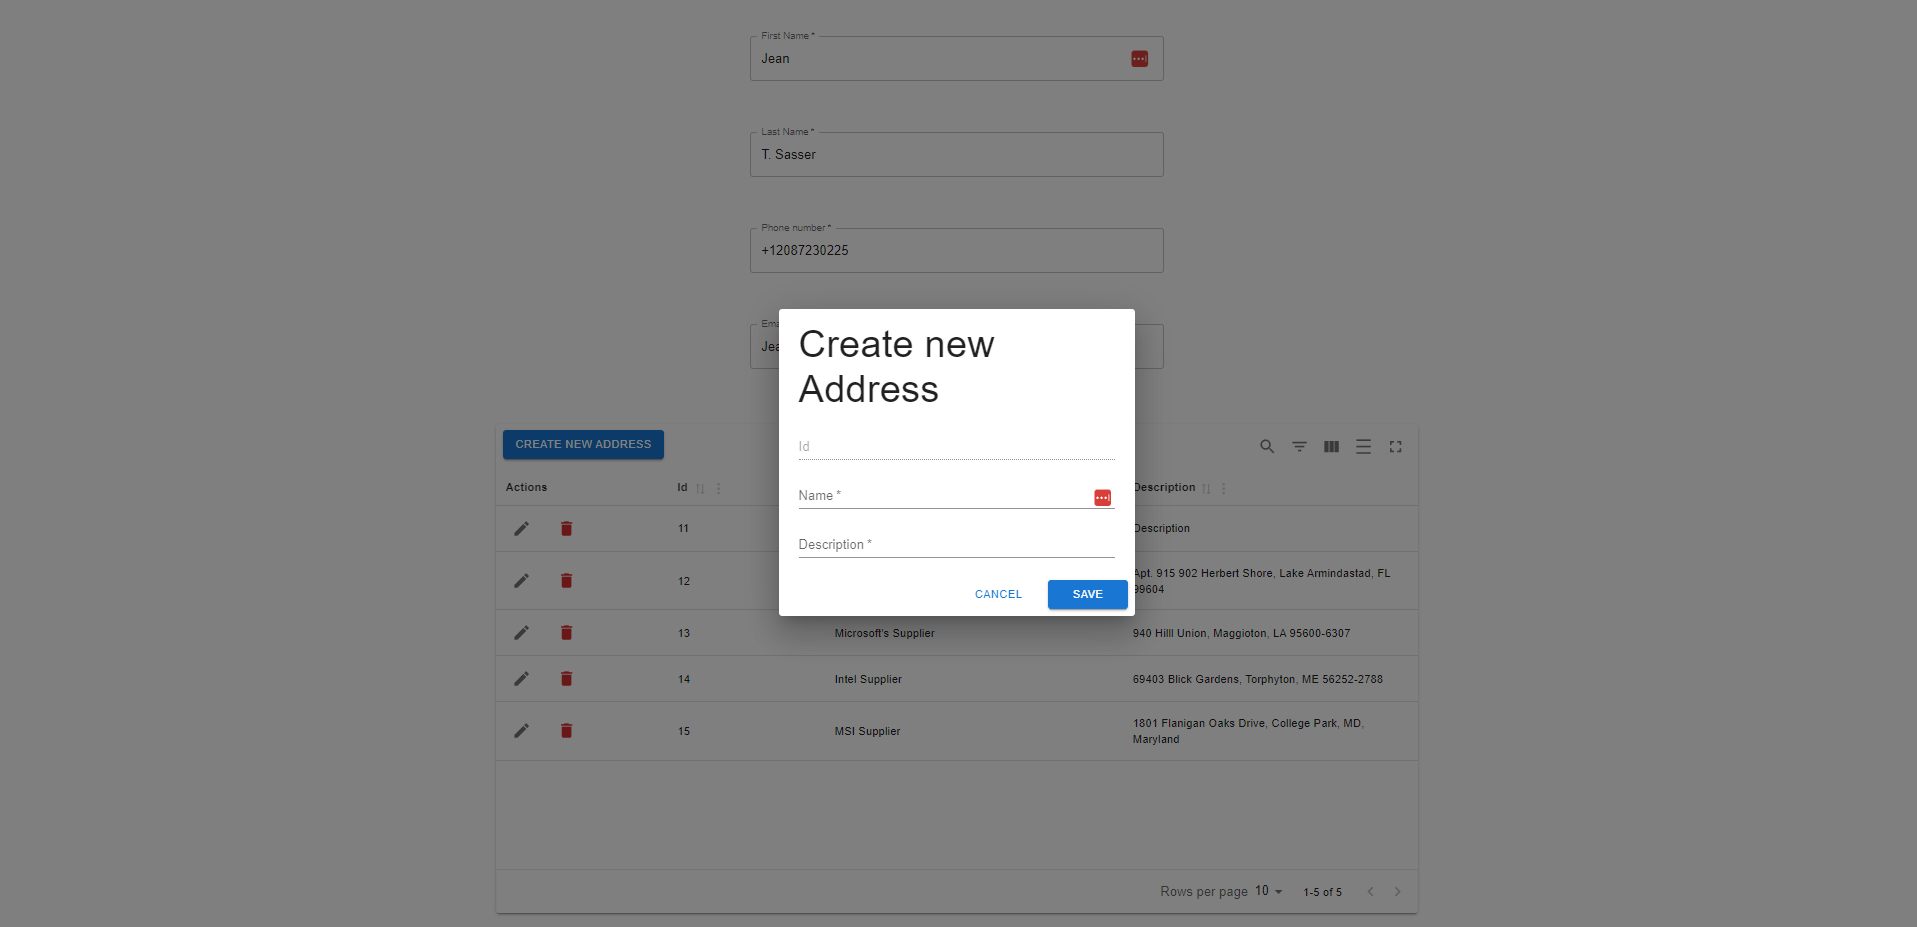 First Name *
Jean
Last Name *
T. Sasser
Phone number *
+12087230225
Ema
Jea
Create new
Address
Id
Name *
Description *
CANCEL
SAVE
CREATE NEW ADDRESS
Actions
Id
Description
11
Description
12
Apt. 915 902 Herbert Shore, Lake Armindastad, FL
99604
13
Microsoft's Supplier
940 Hilll Union, Maggioton, LA 95600-6307
14
Intel Supplier
69403 Blick Gardens, Torphyton, ME 56252-2788
15
MSI Supplier
1801 Flanigan Oaks Drive, College Park, MD,
Maryland
Rows per page
10
1-5 of 5